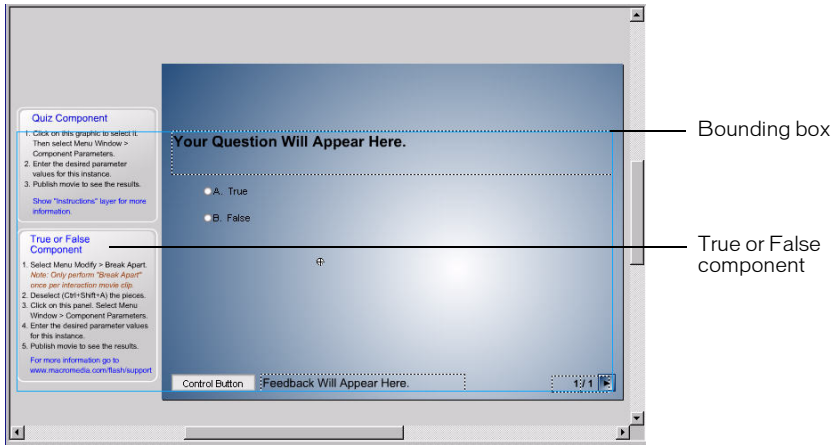 Quiz Component
1. Click on this graphic to select it.
Then select Menu Window >
Component Parameters.
2. Enter the desired parameter
values for this instance.
3. Publish movie to see the results.
Show "Instructions" layer for more
information.
True or False
Component
1. Select Menu Modify > Break Apart.
Note: Only perform "Break Apart"
once per interaction movie clip.
2. Deselect (Ctrl+Shift+A) the pieces.
3. Click on this panel. Select Menu
Window > Component Parameters.
4. Enter the desired parameter values
for this instance.
5. Publish movie to see the results.
For more information go to
www.macromedia.com/flash/support
Your Question Will Appear Here.
A. True
B. False
Control Button
Feedback Will Appear Here.
1 / 1
Bounding box
True or False
component